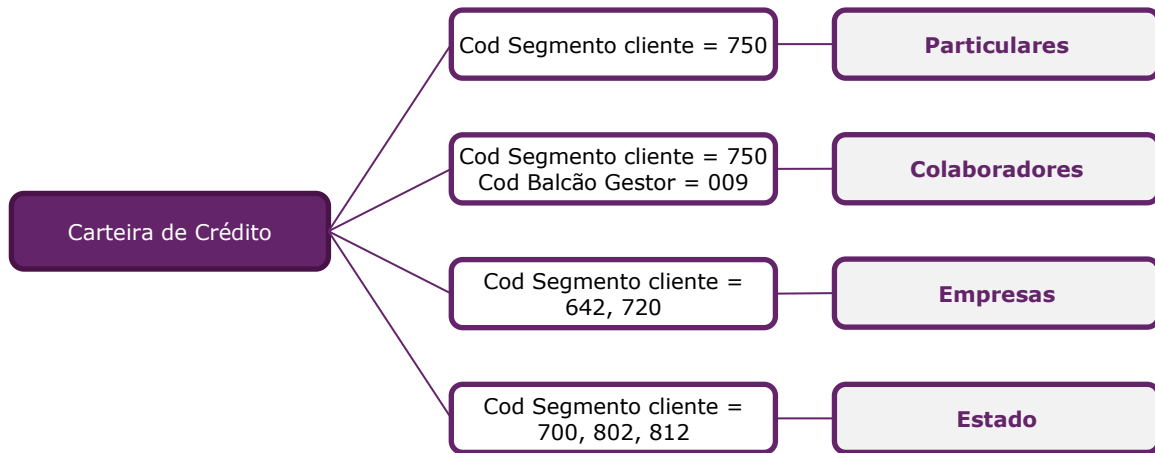 Carteira de Crédito
Cod Segmento cliente = 750
Particulares
Cod Segmento cliente = 750
Cod Balcão Gestor = 009
Colaboradores
Cod Segmento cliente =
642, 720
Empresas
Cod Segmento cliente =
700, 802, 812
Estado